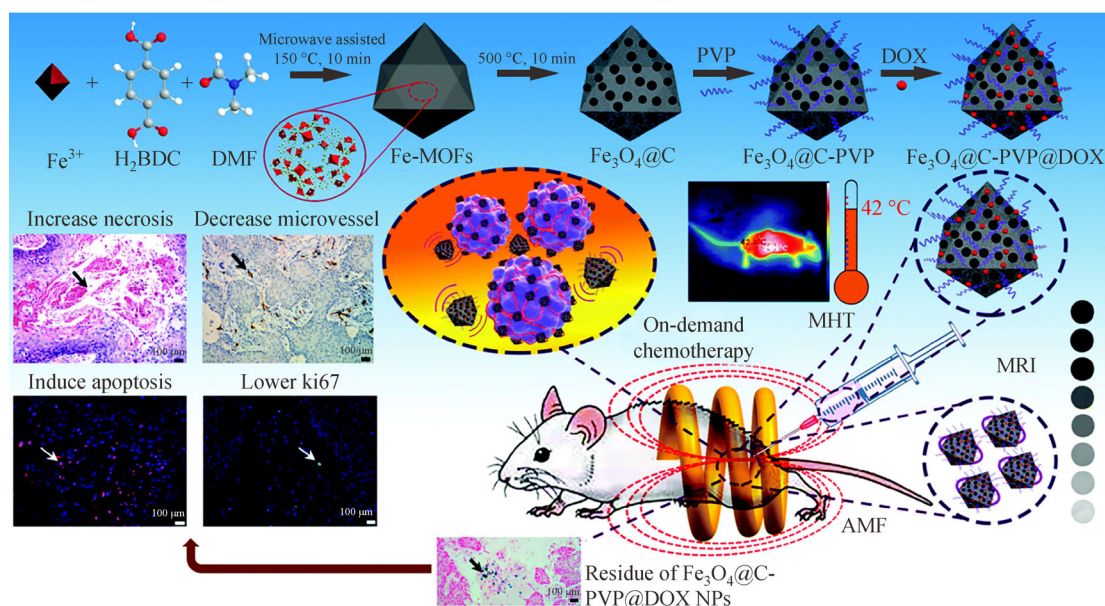 Microwave assisted
150 °C, 10 min
500 °C, 10 min
PVP
DOX
Fe³⁺
H₂BDC
DMF
Fe-MOFs
Fe₃O₄@C
Fe₃O₄@C-PVP
Fe₃O₄@C-PVP@DOX
Increase necrosis
Decrease microvessel
100 μm
100 μm
42 °C
MHT
On-demand
chemotherapy
MRI
Induce apoptosis
Lower ki67
100 μm
100 μm
AMF
100 μm
Residue of Fe₃O₄@C-
PVP@DOX NPs